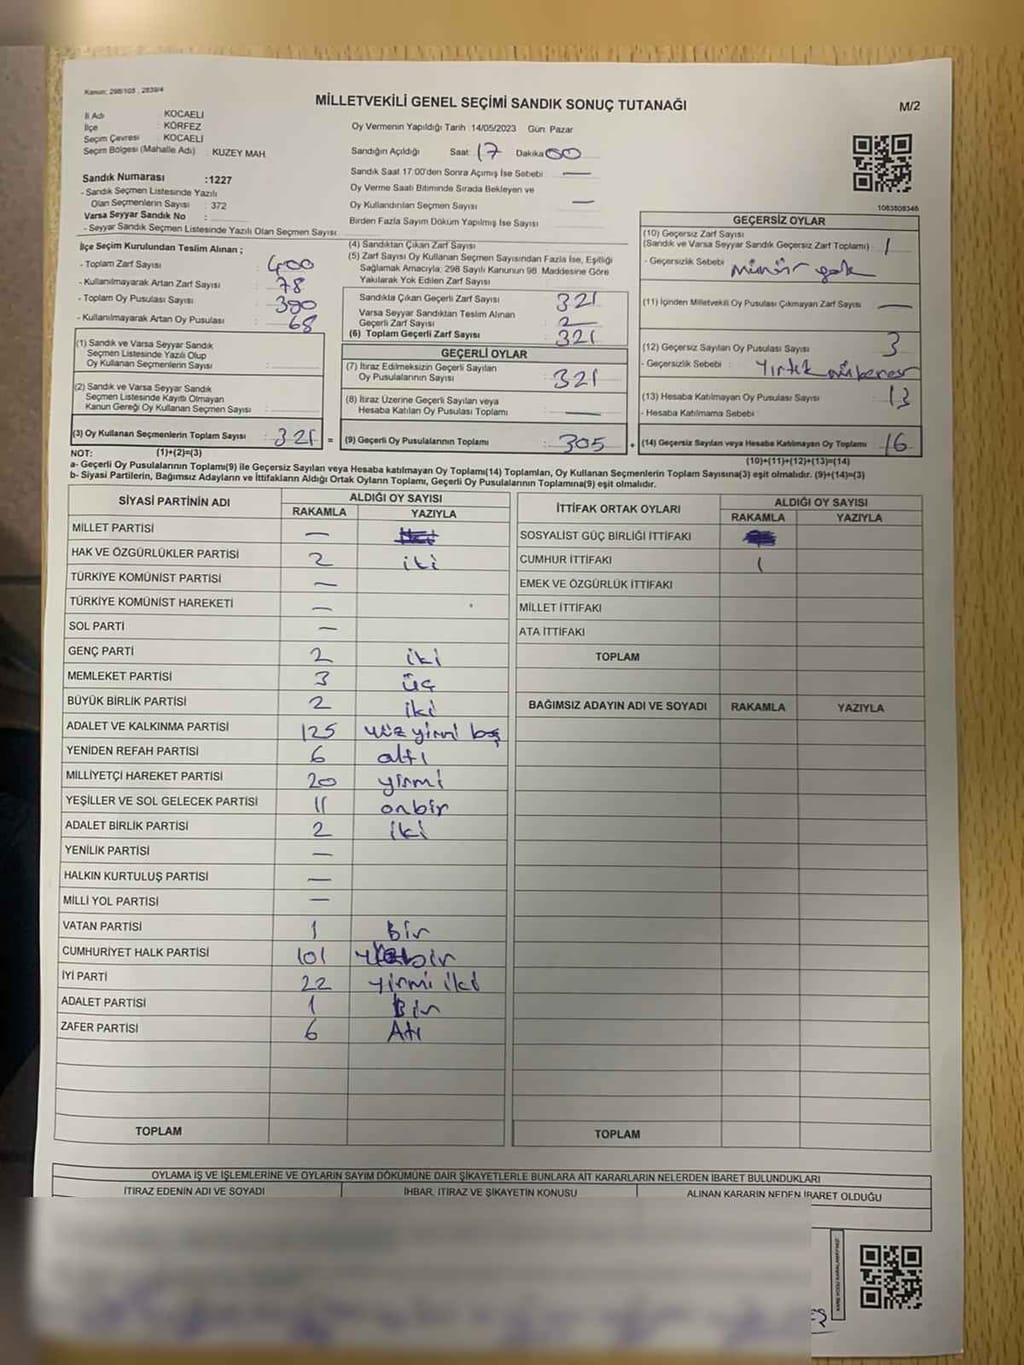 Kanun: 298/105 , 2839/4
MİLLETVEKİLİ GENEL SEÇİMİ SANDIK SONUÇ TUTANAĞI
M/2
İl Adı : KOCAELİ
İlçe : KÖRFEZ
Seçim Çevresi : KOCAELİ
Seçim Bölgesi (Mahalle Adı) : KUZEY MAH.
Sandık Numarası :1227
- Sandık Seçmen Listesinde Yazılı
Olan Seçmenlerin Sayısı : 372
Varsa Seyyar Sandık No :
- Seyyar Sandık Seçmen Listesinde Yazılı Olan Seçmen Sayısı
Oy Vermenin Yapıldığı Tarih :14/05/2023 Gün: Pazar
Sandığın Açıldığı Saat: 17 Dakika: 00
Sandık Saat 17:00'den Sonra Açımış İse Sebebi : —
Oy Verme Saati Bitiminde Sırada Bekleyen ve
Oy Kullandırılan Seçmen Sayısı —
Birden Fazla Sayım Döküm Yapılmış İse Sayısı
1083808346
İlçe Seçim Kurulundan Teslim Alınan ;
- Toplam Zarf Sayısı : 400
- Kullanılmayarak Artan Zarf Sayısı : 78
- Toplam Oy Pusulası Sayısı : 390
- Kullanılmayarak Artan Oy Pusulası : 68
(1) Sandık ve Varsa Seyyar Sandık
Seçmen Listesinde Yazılı Olup
Oy Kullanan Seçmenlerin Sayısı :
(2) Sandık ve Varsa Seyyar Sandık
Seçmen Listesinde Kayıtlı Olmayan
Kanun Gereği Oy Kullanan Seçmen Sayısı :
(3) Oy Kullanan Seçmenlerin Toplam Sayısı : 321 =
(4) Sandıktan Çıkan Zarf Sayısı
(5) Zarf Sayısı Oy Kullanan Seçmen Sayısından Fazla İse, Eşitliği
Sağlamak Amacıyla; 298 Sayılı Kanunun 98. Maddesine Göre
Yakılarak Yok Edilen Zarf Sayısı
Sandıkla Çıkan Geçerli Zarf Sayısı 321
Varsa Seyyar Sandıktan Teslim Alınan
Geçerli Zarf Sayısı
(6) Toplam Geçerli Zarf Sayısı 321
GEÇERLİ OYLAR
(7) İtiraz Edilmeksizin Geçerli Sayılan
Oy Pusulalarının Sayısı : 321
(8) İtiraz Üzerine Geçerli Sayılan veya
Hesaba Katılan Oy Pusulası Toplamı : —
(9) Geçerli Oy Pusulalarının Toplamı : 305 +
GEÇERSİZ OYLAR
(10) Geçersiz Zarf Sayısı
(Sandık ve Varsa Seyyar Sandık Geçersiz Zarf Toplamı) : 1
- Geçersizlik Sebebi : Mühür yok
(11) İçinden Milletvekili Oy Pusulası Çıkmayan Zarf Sayısı : —
(12) Geçersiz Sayılan Oy Pusulası Sayısı : 3
- Geçersizlik Sebebi : Yırtık
(13) Hesaba Katılmayan Oy Pusulası Sayısı : 13
- Hesaba Katılmama Sebebi
(14) Geçersiz Sayılan veya Hesaba Katılmayan Oy Toplamı : 16
NOT: (1)+(2)=(3) (10)+(11)+(12)+(13)=(14)
a- Geçerli Oy Pusulalarının Toplamı(9) ile Geçersiz Sayılan veya Hesaba katılmayan Oy Toplamı(14) Toplamları, Oy Kullanan Seçmenlerin Toplam Sayısına(3) eşit olmalıdır. (9)+(14)=(3)
b- Siyasi Partilerin, Bağımsız Adayların ve İttifakların Aldığı Ortak Oyların Toplamı, Geçerli Oy Pusulalarının Toplamına(9) eşit olmalıdır.
SİYASİ PARTİNİN ADI ALDIĞI OY SAYISI
RAKAMLA YAZIYLA
MİLLET PARTİSİ —
HAK VE ÖZGÜRLÜKLER PARTİSİ 2 iki
TÜRKİYE KOMÜNİST PARTİSİ —
TÜRKİYE KOMÜNİST HAREKETİ —
SOL PARTİ —
GENÇ PARTİ 2 iki
MEMLEKET PARTİSİ 3 üç
BÜYÜK BİRLİK PARTİSİ 2 iki
ADALET VE KALKINMA PARTİSİ 125 yüz yirmi beş
YENİDEN REFAH PARTİSİ 6 altı
MİLLİYETÇİ HAREKET PARTİSİ 20 yirmi
YEŞİLLER VE SOL GELECEK PARTİSİ 11 onbir
ADALET BİRLİK PARTİSİ 2 iki
YENİLİK PARTİSİ —
HALKIN KURTULUŞ PARTİSİ —
MİLLİ YOL PARTİSİ —
VATAN PARTİSİ 1 Bir
CUMHURİYET HALK PARTİSİ 101 yüzbir
İYİ PARTİ 22 yirmi iki
ADALET PARTİSİ 1 Bir
ZAFER PARTİSİ 6 Altı
TOPLAM
İTTİFAK ORTAK OYLARI ALDIĞI OY SAYISI
RAKAMLA YAZIYLA
SOSYALİST GÜÇ BİRLİĞİ İTTİFAKI
CUMHUR İTTİFAKI 1
EMEK VE ÖZGÜRLÜK İTTİFAKI
MİLLET İTTİFAKI
ATA İTTİFAKI
TOPLAM
BAĞIMSIZ ADAYIN ADI VE SOYADI RAKAMLA YAZIYLA
TOPLAM
OYLAMA İŞ VE İŞLEMLERİNE VE OYLARIN SAYIM DÖKÜMÜNE DAİR ŞİKAYETLERLE BUNLARA AİT KARARLARIN NELERDEN İBARET BULUNDUKLARI
İTİRAZ EDENİN ADI VE SOYADI İHBAR, İTİRAZ VE ŞİKAYETİN KONUSU ALINAN KARARIN NEDEN İBARET OLDUĞU